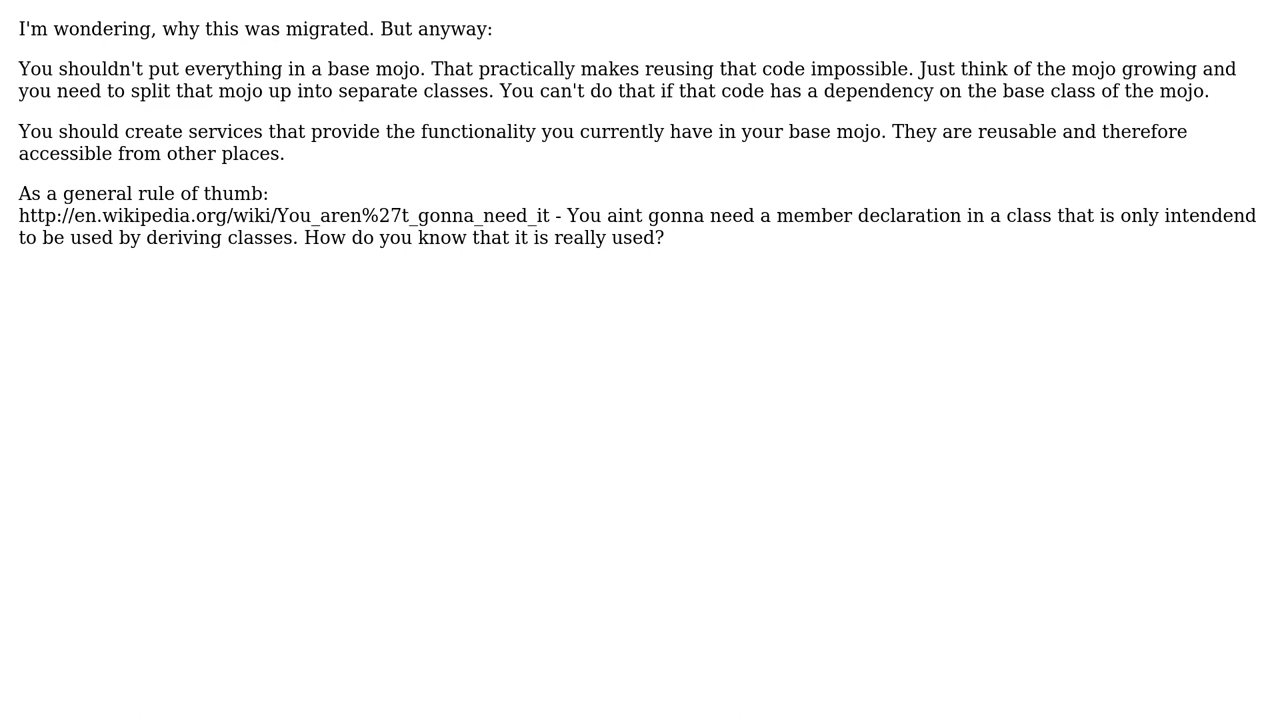 I'm wondering, why this was migrated. But anyway:
You shouldn't put everything in a base mojo. That practically makes reusing that code impossible. Just think of the mojo growing and
you need to split that mojo up into separate classes. You can't do that if that code has a dependency on the base class of the mojo.
You should create services that provide the functionality you currently have in your base mojo. They are reusable and therefore
accessible from other places.
As a general rule of thumb:
http://en.wikipedia.org/wiki/You_aren%27t_gonna_need_it - You aint gonna need a member declaration in a class that is only intendend
to be used by deriving classes. How do you know that it is really used?